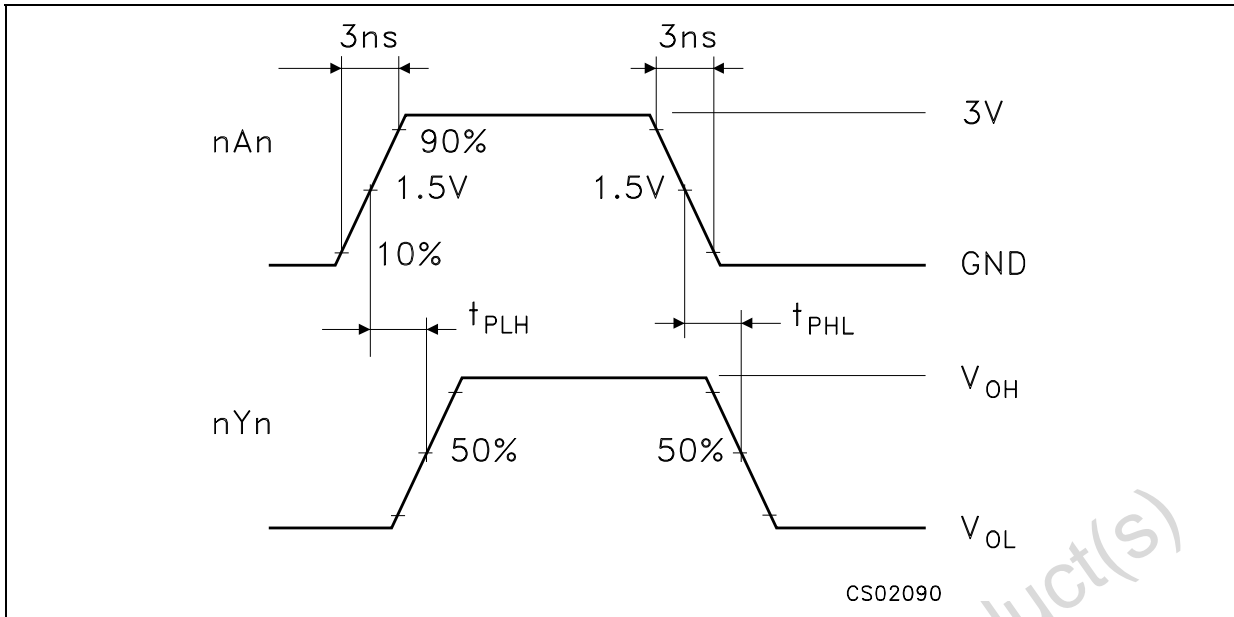 3ns 3ns
nAn 3V
90%
1.5V 1.5V
10% GND
tPLH tPHL
nYn VOH
50% 50%
VOL
CS02090